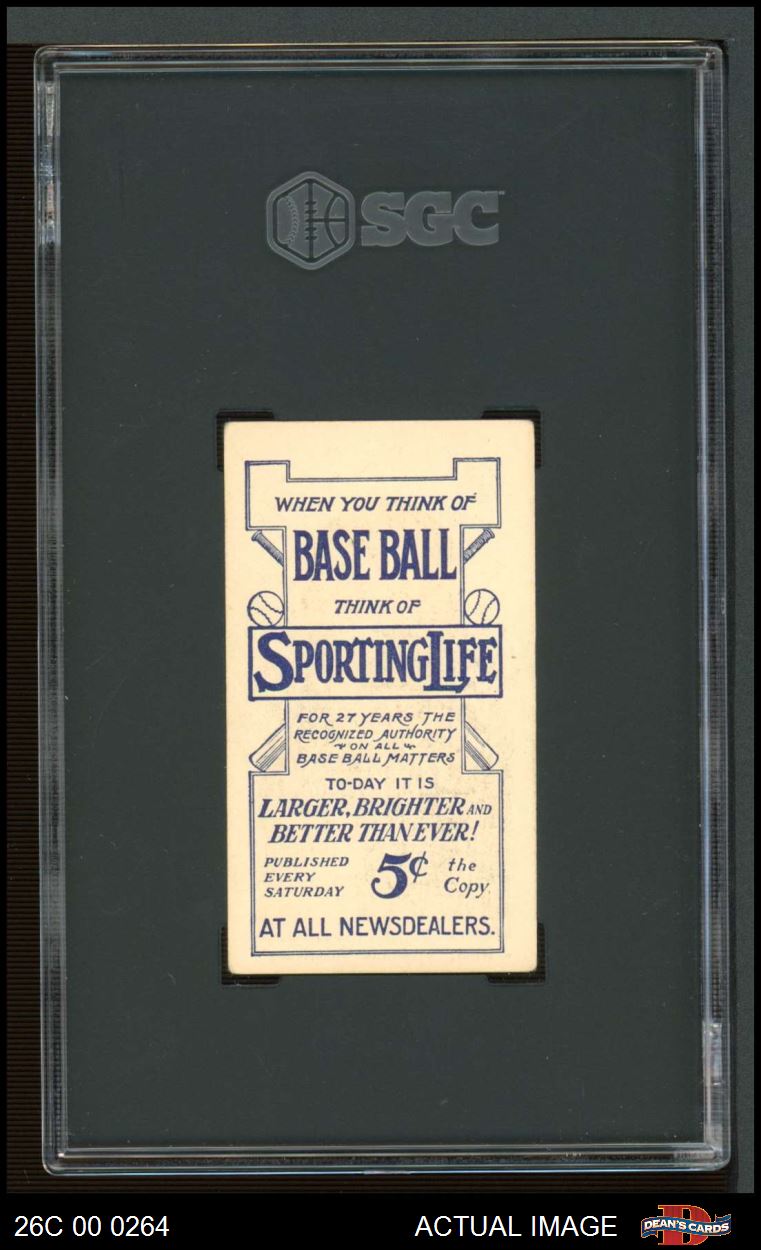 SGC
WHEN YOU THINK OF
BASE BALL
THINK OF
SPORTING LIFE
FOR 27 YEARS THE
RECOGNIZED AUTHORITY
ON ALL
BASE BALL MATTERS
TO-DAY IT IS
LARGER, BRIGHTER AND
BETTER THAN EVER!
PUBLISHED
EVERY
SATURDAY
5¢ the
Copy.
AT ALL NEWSDEALERS.
26C 00 0264
ACTUAL IMAGE
DEAN'S CARDS